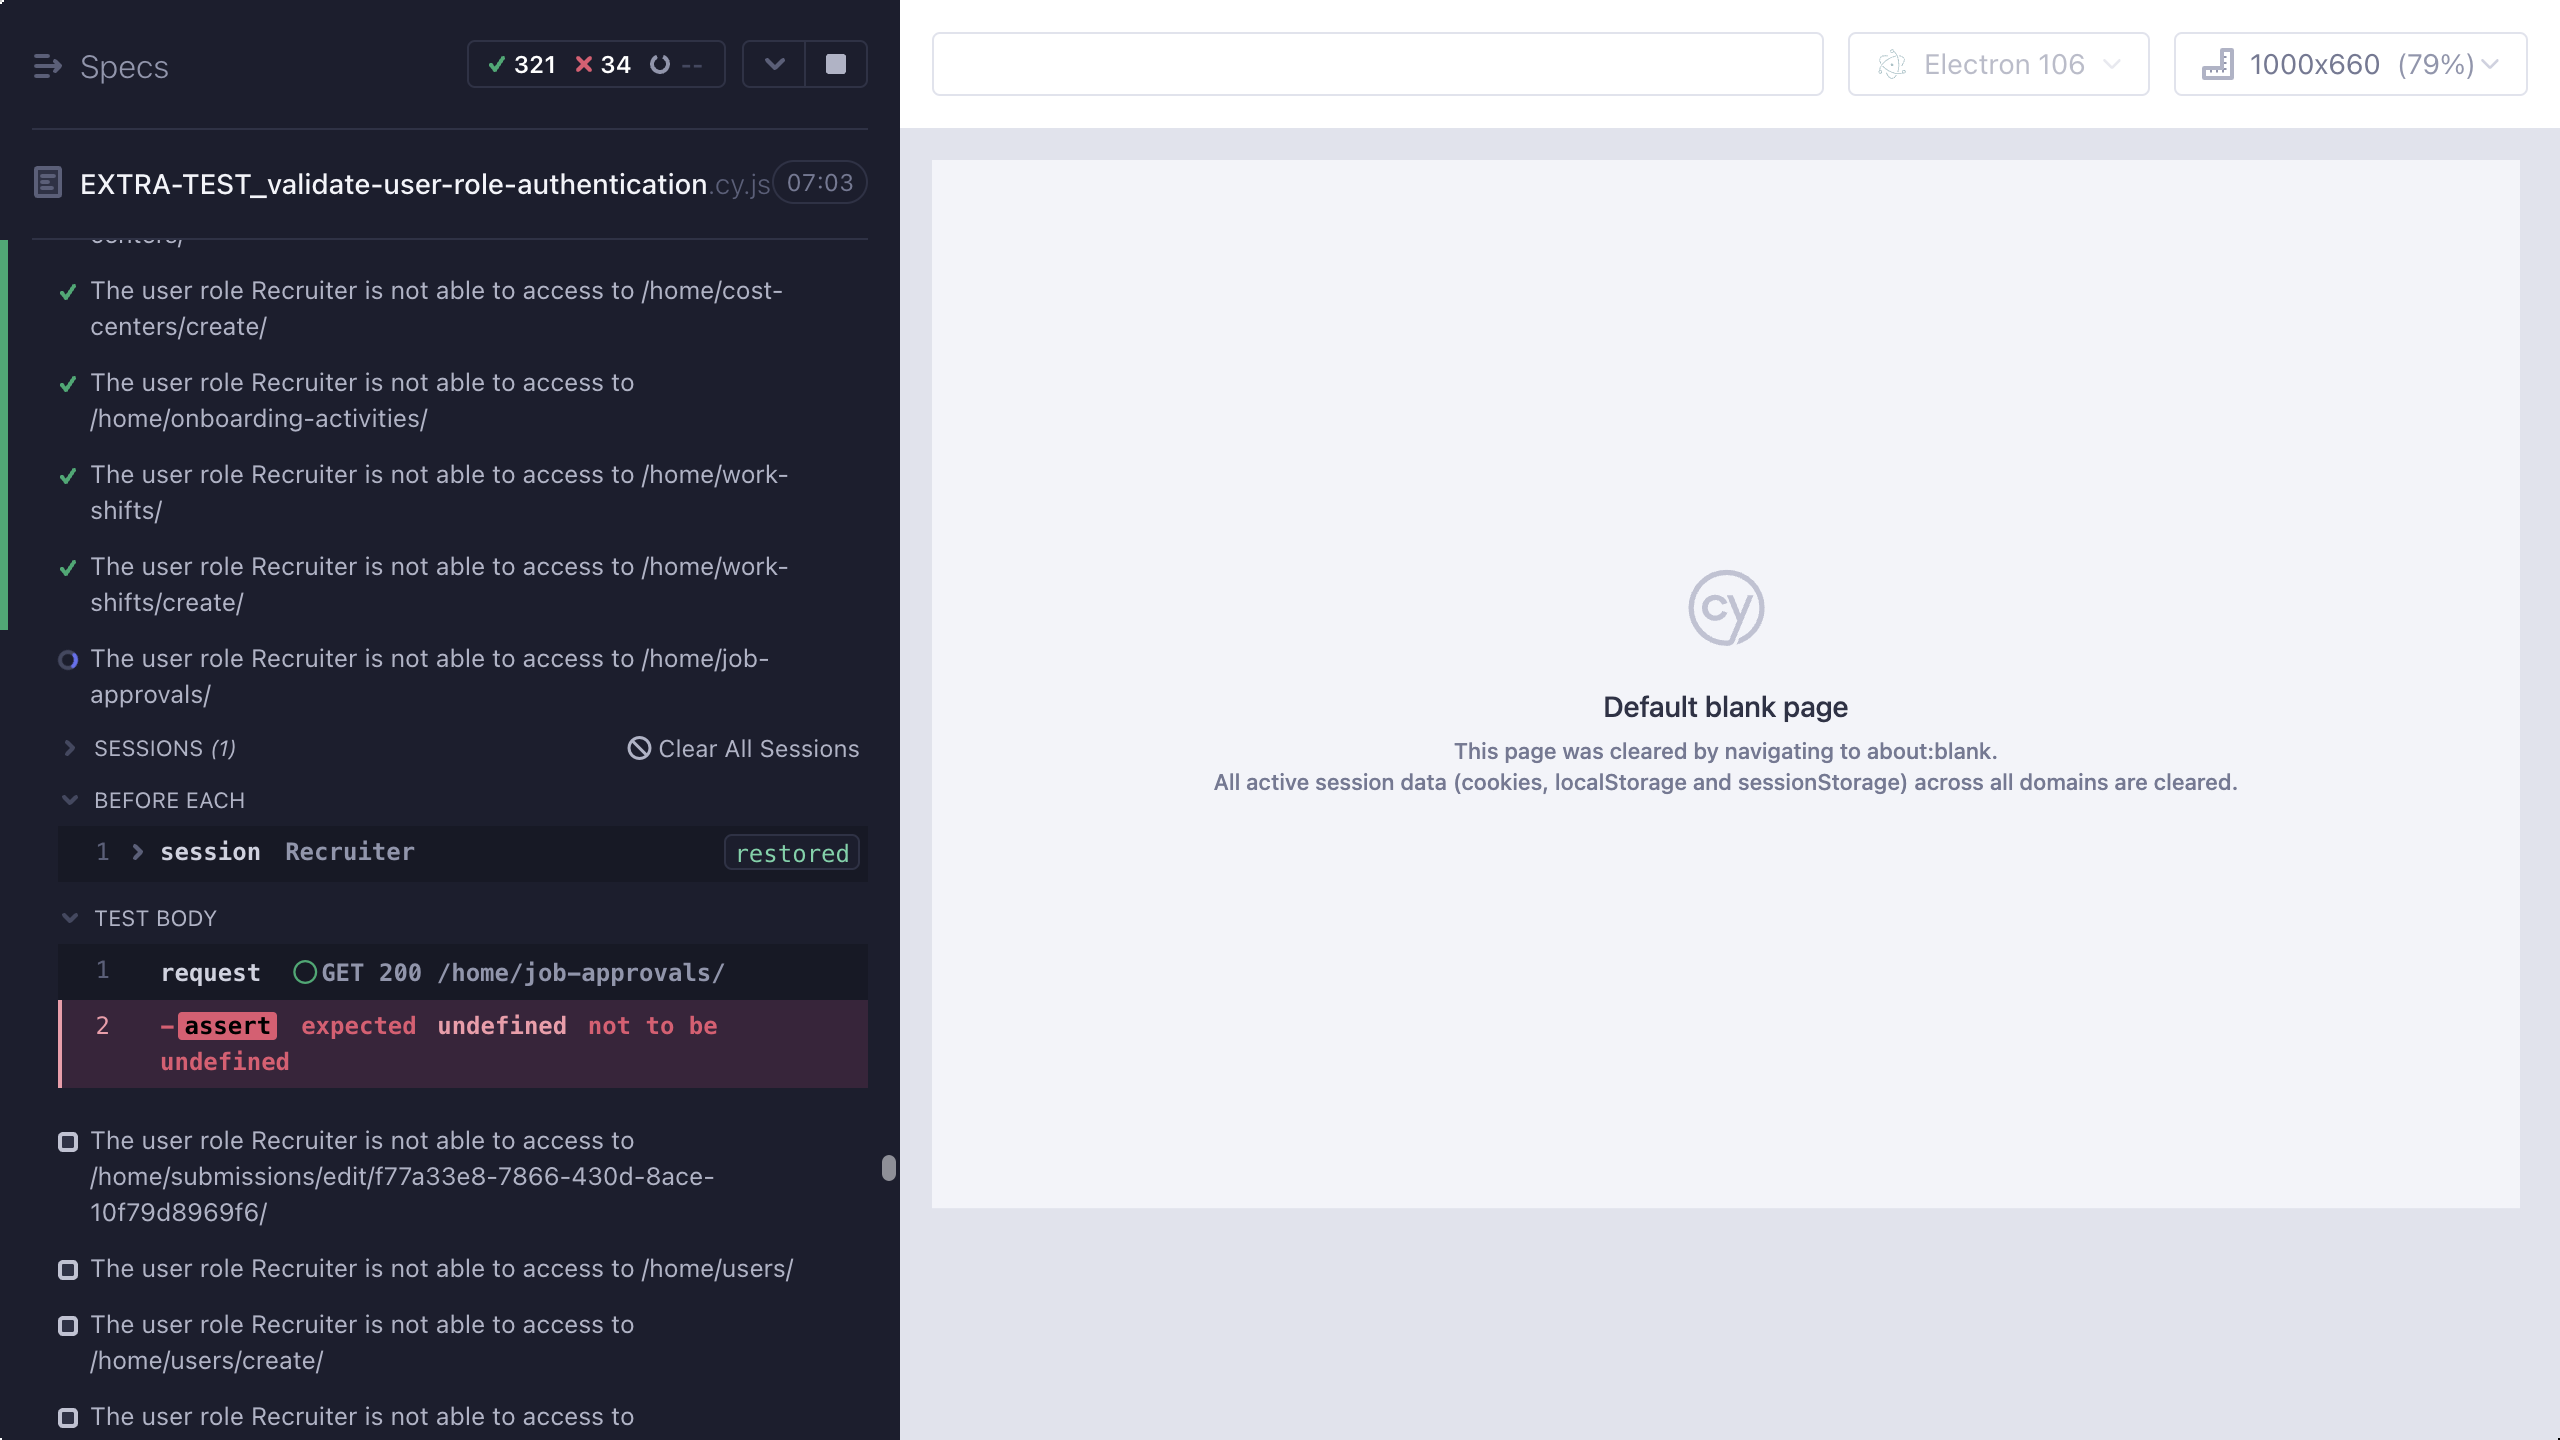 Specs
321 34 --
EXTRA-TEST_validate-user-role-authentication.cy.js 07:03
centers/
The user role Recruiter is not able to access to /home/cost-
centers/create/
The user role Recruiter is not able to access to
/home/onboarding-activities/
The user role Recruiter is not able to access to /home/work-
shifts/
The user role Recruiter is not able to access to /home/work-
shifts/create/
The user role Recruiter is not able to access to /home/job-
approvals/
SESSIONS (1) Clear All Sessions
BEFORE EACH
1 session Recruiter restored
TEST BODY
1 request GET 200 /home/job-approvals/
2 -assert expected undefined not to be
undefined
The user role Recruiter is not able to access to
/home/submissions/edit/f77a33e8-7866-430d-8ace-
10f79d8969f6/
The user role Recruiter is not able to access to /home/users/
The user role Recruiter is not able to access to
/home/users/create/
The user role Recruiter is not able to access to
Electron 106
1000x660 (79%)
cy
Default blank page
This page was cleared by navigating to about:blank.
All active session data (cookies, localStorage and sessionStorage) across all domains are cleared.